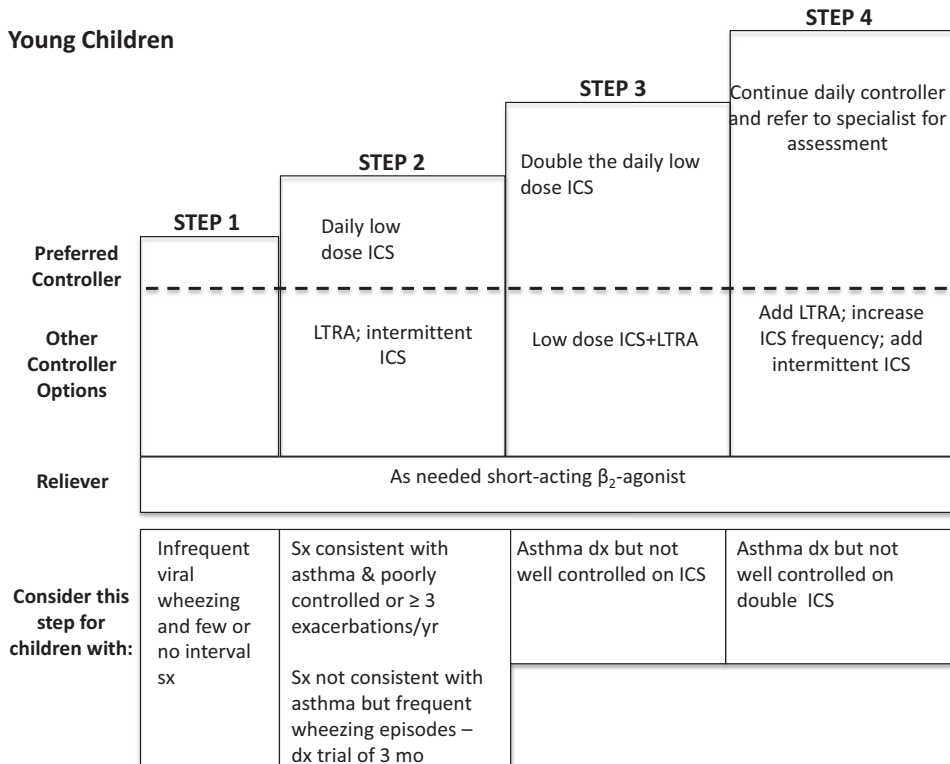 Young Children
STEP 1
STEP 2
STEP 3
STEP 4
Preferred
Controller
Daily low
dose ICS
Double the daily low
dose ICS
Continue daily controller
and refer to specialist for
assessment
Other
Controller
Options
LTRA; intermittent
ICS
Low dose ICS+LTRA
Add LTRA; increase
ICS frequency; add
intermittent ICS
Reliever
As needed short-acting β₂-agonist
Consider this
step for
children with:
Infrequent
viral
wheezing
and few or
no interval
sx
Sx consistent with
asthma & poorly
controlled or ≥ 3
exacerbations/yr
Sx not consistent with
asthma but frequent
wheezing episodes –
dx trial of 3 mo
Asthma dx but not
well controlled on ICS
Asthma dx but not
well controlled on
double ICS